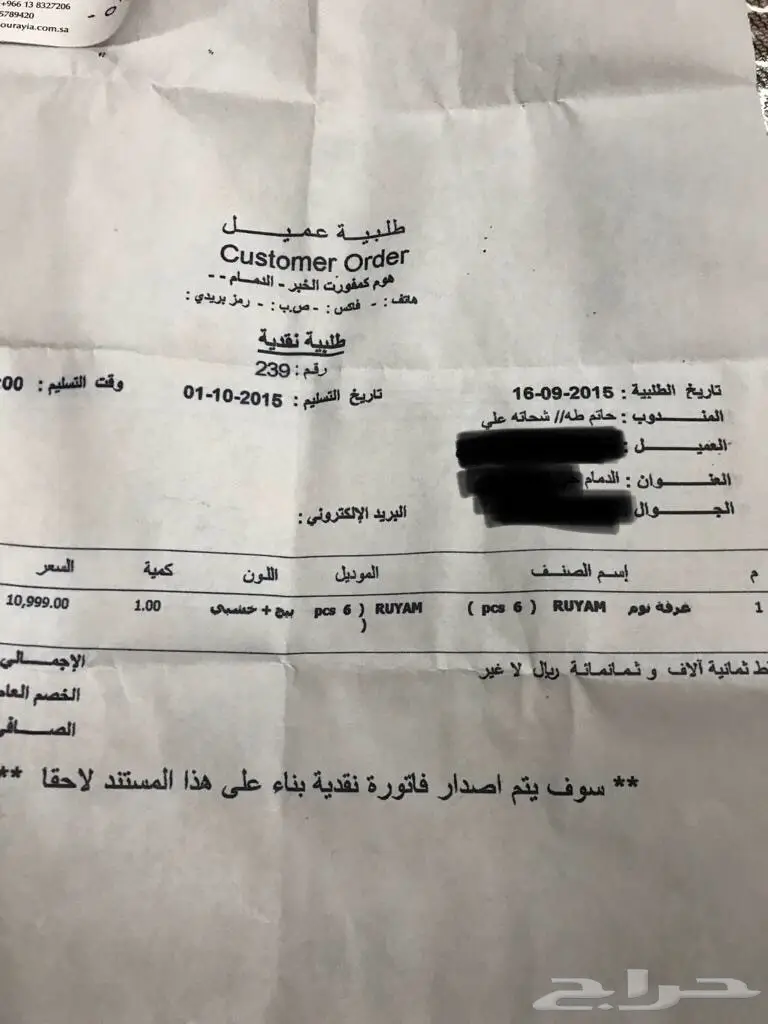 +966 13 8327206
5789420
ourayia.com.sa
طلبية عميل
Customer Order
هوم كمفورت الخبر - الدمام - -
هاتف : - فاكس : - ص.ب : - رمز بريدي :
طلبية نقدية
رقم : 239
تاريخ الطلبية : 16-09-2015 تاريخ التسليم : 01-10-2015 وقت التسليم : 00:
المندوب : حاتم طه// شحاته علي
العميل :
العنوان : الدمام
الجوال البريد الإلكتروني :
م إسم الصنف الموديل اللون كمية السعر
1 غرفة نوم RUYAM ( 6 pcs ) RUYAM ( 6 pcs ) بيج + خشبي 1.00 10,999.00
ثمانية آلاف و ثمانمائة ريال لا غير الإجمالي
الخصم العام
الصافي
** سوف يتم اصدار فاتورة نقدية بناء على هذا المستند لاحقا **
حراج